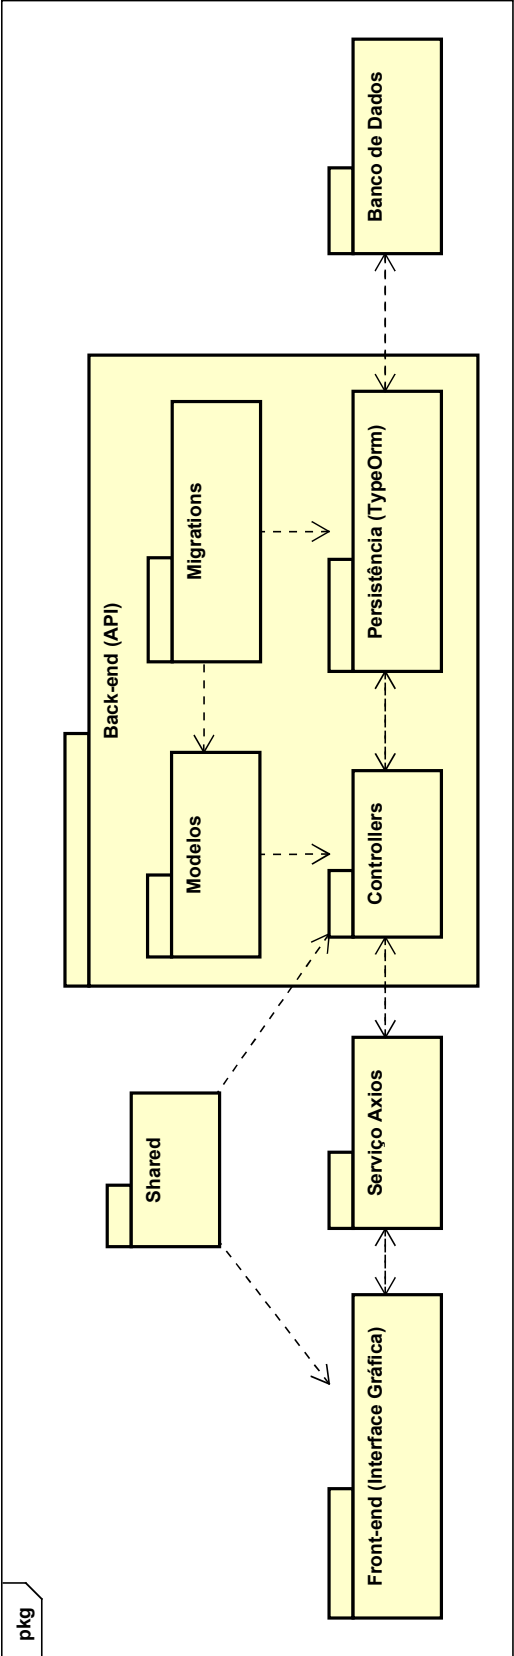 pkg
Back-end (API)
Shared
Modelos
Migrations
Front-end (Interface Gráfica)
Serviço Axios
Controllers
Persistência (TypeOrm)
Banco de Dados